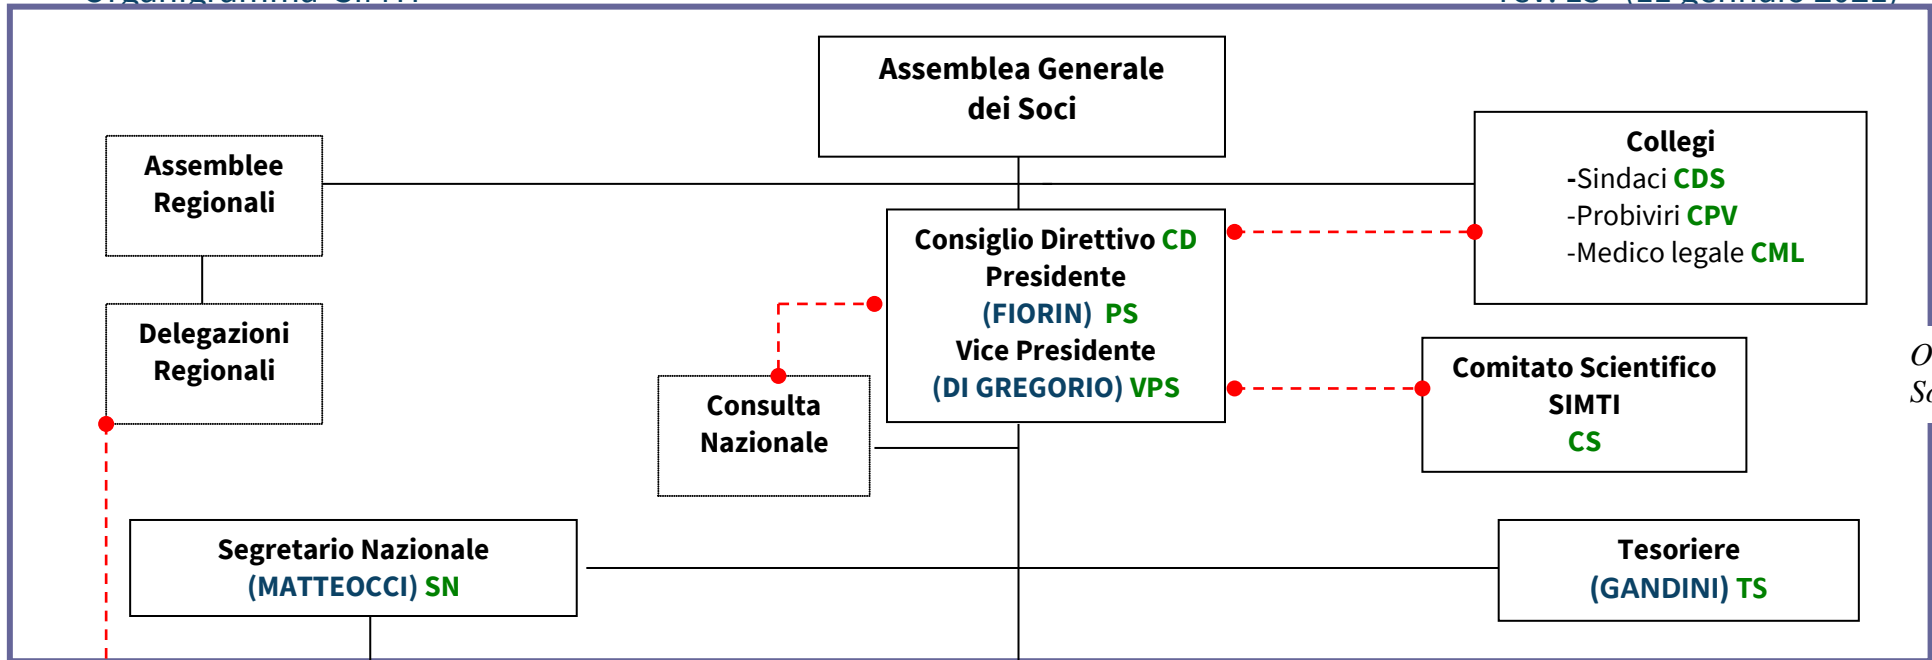 Assemblea Generale
dei Soci
Assemblee
Regionali
Collegi
-Sindaci CDS
-Probiviri CPV
-Medico legale CML
Consiglio Direttivo CD
Presidente
(FIORIN) PS
Vice Presidente
(DI GREGORIO) VPS
Delegazioni
Regionali
Comitato Scientifico
SIMTI
CS
Consulta
Nazionale
Segretario Nazionale
(MATTEOCCI) SN
Tesoriere
(GANDINI) TS